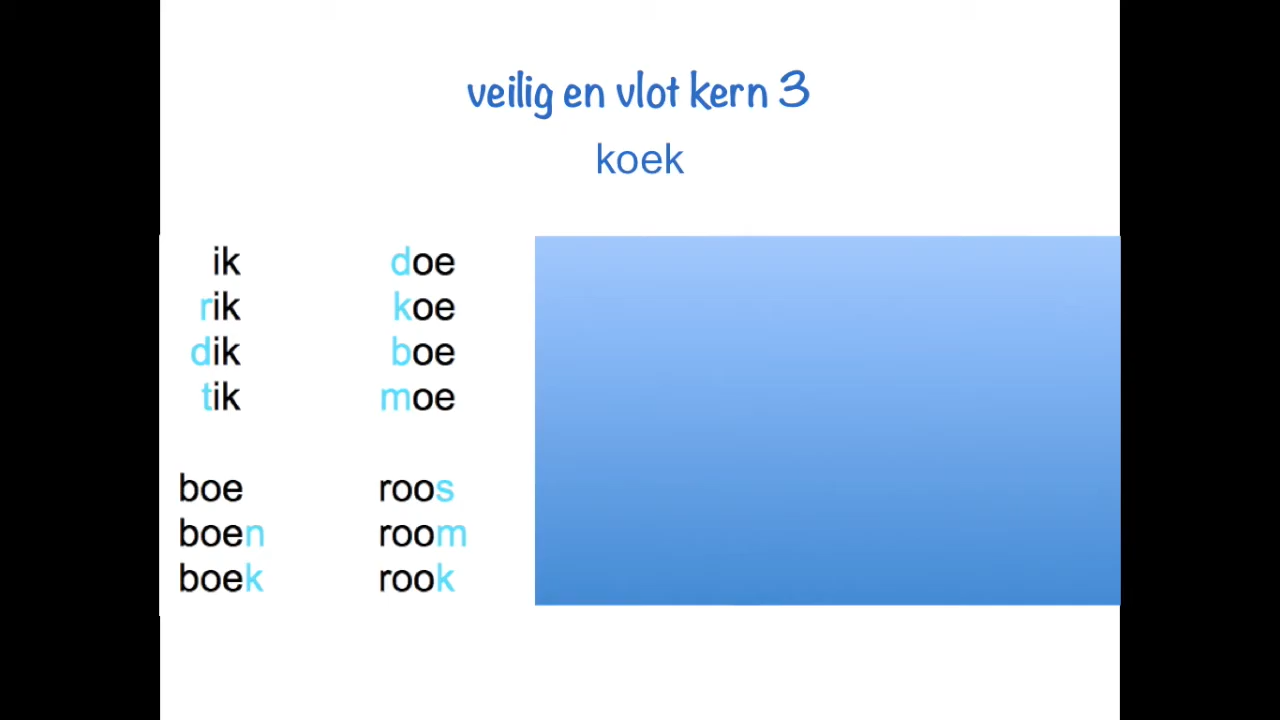 veilig en vlot kern 3
koek
ik doe
rik koe
dik boe
tik moe
boe roos
boen room
boek rook